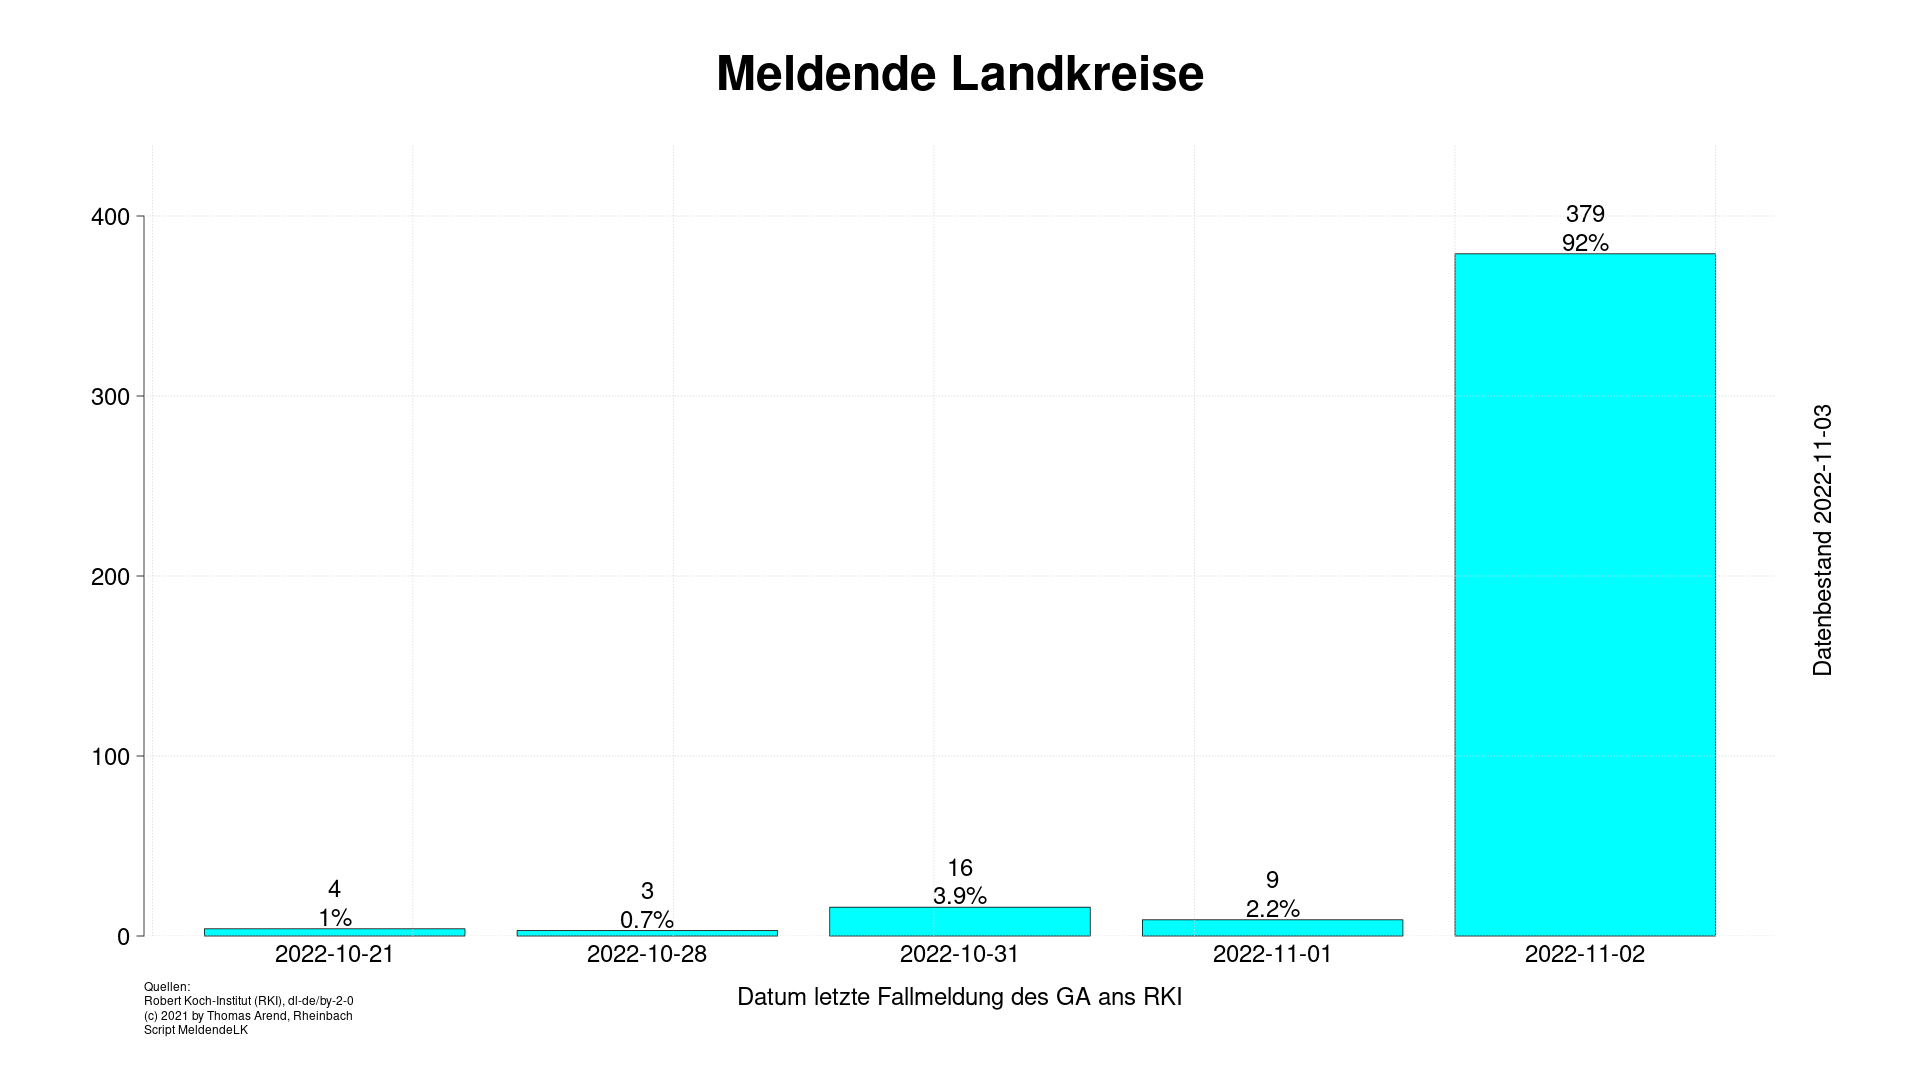 Meldende Landkreise
400
300
200
100
0
4
1%
3
0.7%
16
3.9%
9
2.2%
379
92%
2022-10-21
2022-10-28
2022-10-31
2022-11-01
2022-11-02
Datum letzte Fallmeldung des GA ans RKI
Datenbestand 2022-11-03
Quellen:
Robert Koch-Institut (RKI), dl-de/by-2-0
(c) 2021 by Thomas Arend, Rheinbach
Script MeldendeLK